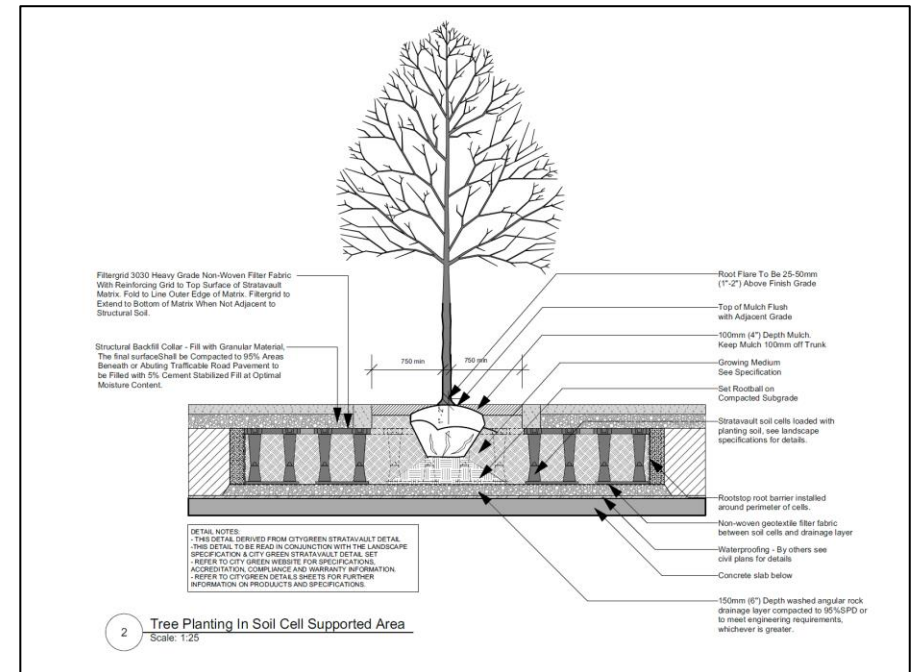 Filtergrid 3030 Heavy Grade Non-Woven Filter Fabric
With Reinforcing Grid to Top Surface of Stratavault
Matrix. Fold to Line Outer Edge of Matrix. Filtergrid to
Extend to Bottom of Matrix When Not Adjacent to
Structural Soil.
Structural Backfill Collar - Fill with Granular Material,
The final surfaceShall be Compacted to 95% Areas
Beneath or Abuting Trafficable Road Pavement to
be Filled with 5% Cement Stabilized Fill at Optimal
Moisture Content.
750 min
750 min
Root Flare To Be 25-50mm
(1"-2") Above Finish Grade
Top of Mulch Flush
with Adjacent Grade
100mm (4") Depth Mulch.
Keep Mulch 100mm off Trunk
Growing Medium
See Specification
Set Rootball on
Compacted Subgrade
Stratavault soil cells loaded with
planting soil, see landscape
specifications for details.
Rootstop root barrier installed
around perimeter of cells.
Non-woven geotextile filter fabric
between soil cells and drainage layer
Waterproofing - By others see
civil plans for details
Concrete slab below
150mm (6") Depth washed angular rock
drainage layer compacted to 95%SPD or
to meet engineering requirements,
whichever is greater.
DETAIL NOTES:
- THIS DETAIL DERIVED FROM CITYGREEN STRATAVAULT DETAIL
-THIS DETAIL TO BE READ IN CONJUNCTION WITH THE LANDSCAPE
SPECIFICATION & CITY GREEN STRATAVAULT DETAIL SET
- REFER TO CITY GREEN WEBSITE FOR SPECIFICATIONS,
ACCREDITATION, COMPLIANCE AND WARRANTY INFORMATION.
- REFER TO CITYGREEN DETAILS SHEETS FOR FURTHER
INFORMATION ON PRODUUCTS AND SPECIFICATIONS.
2
Tree Planting In Soil Cell Supported Area
Scale: 1:25